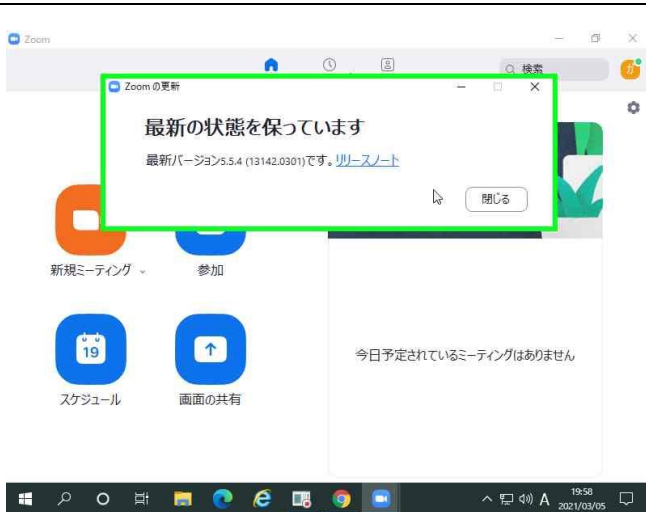 Zoom
検索
ガ
Zoom の更新
最新の状態を保っています
最新バージョン5.5.4 (13142.0301)です。リリースノート
閉じる
新規ミーティング
参加
19
スケジュール
画面の共有
今日予定されているミーティングはありません
A
19:58
2021/03/05